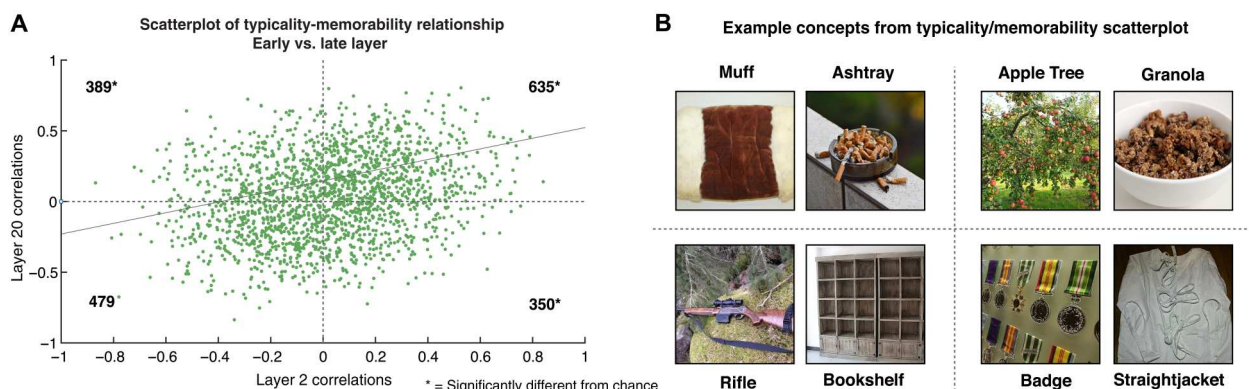 A
Scatterplot of typicality-memorability relationship
Early vs. late layer
1
0.5
0
−0.5
−1
Layer 20 correlations
389*
635*
479
350*
−1 −0.8 −0.6 −0.4 −0.2 0 0.2 0.4 0.6 0.8 1
Layer 2 correlations
* = Significantly different from chance
B
Example concepts from typicality/memorability scatterplot
Muff Ashtray Apple Tree Granola
Rifle Bookshelf Badge Straightjacket